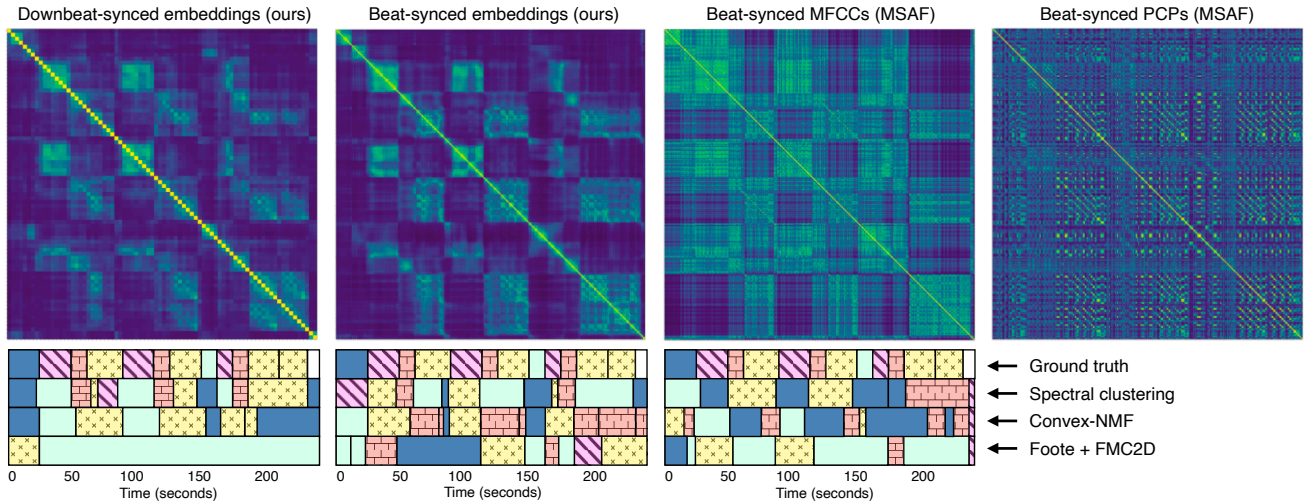 Downbeat-synced embeddings (ours)
Beat-synced embeddings (ours)
Beat-synced MFCCs (MSAF)
Beat-synced PCPs (MSAF)
Ground truth
Spectral clustering
Convex-NMF
Foote + FMC2D
0 50 100 150 200
0 50 100 150 200
0 50 100 150 200
Time (seconds)
Time (seconds)
Time (seconds)